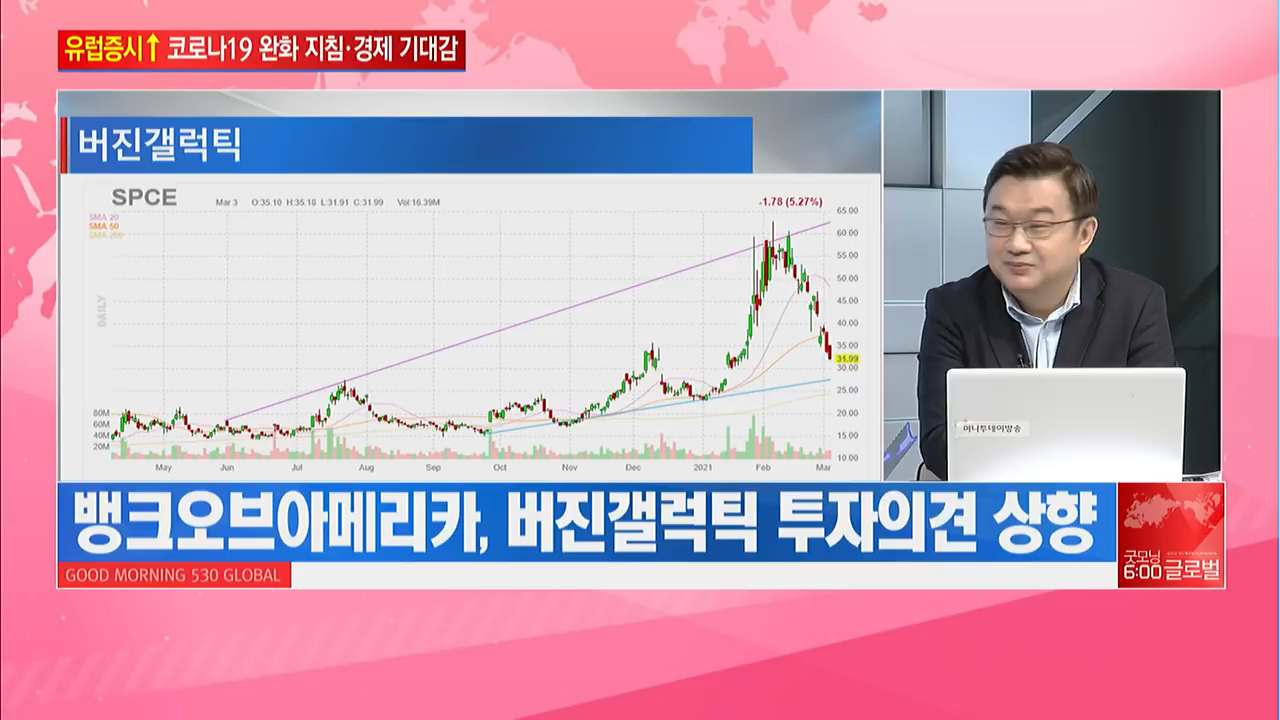 유럽증시↑ 코로나19 완화 지침·경제 기대감
버진갤럭틱
SPCE Mar 3 O:35.10 H:35.18 L:31.91 C:31.99 Vol:16.39M -1.78 (5.27%)
SMA 20
SMA 50
SMA 200
DAILY
65.00
60.00
55.00
50.00
45.00
40.00
35.00
31.99
30.00
25.00
20.00
15.00
10.00
80M
60M
40M
20M
May Jun Jul Aug Sep Oct Nov Dec 2021 Feb Mar
머니투데이방송
뱅크오브아메리카, 버진갤럭틱 투자의견 상향
GOOD MORNING 530 GLOBAL
굿모닝
6:00 글로벌